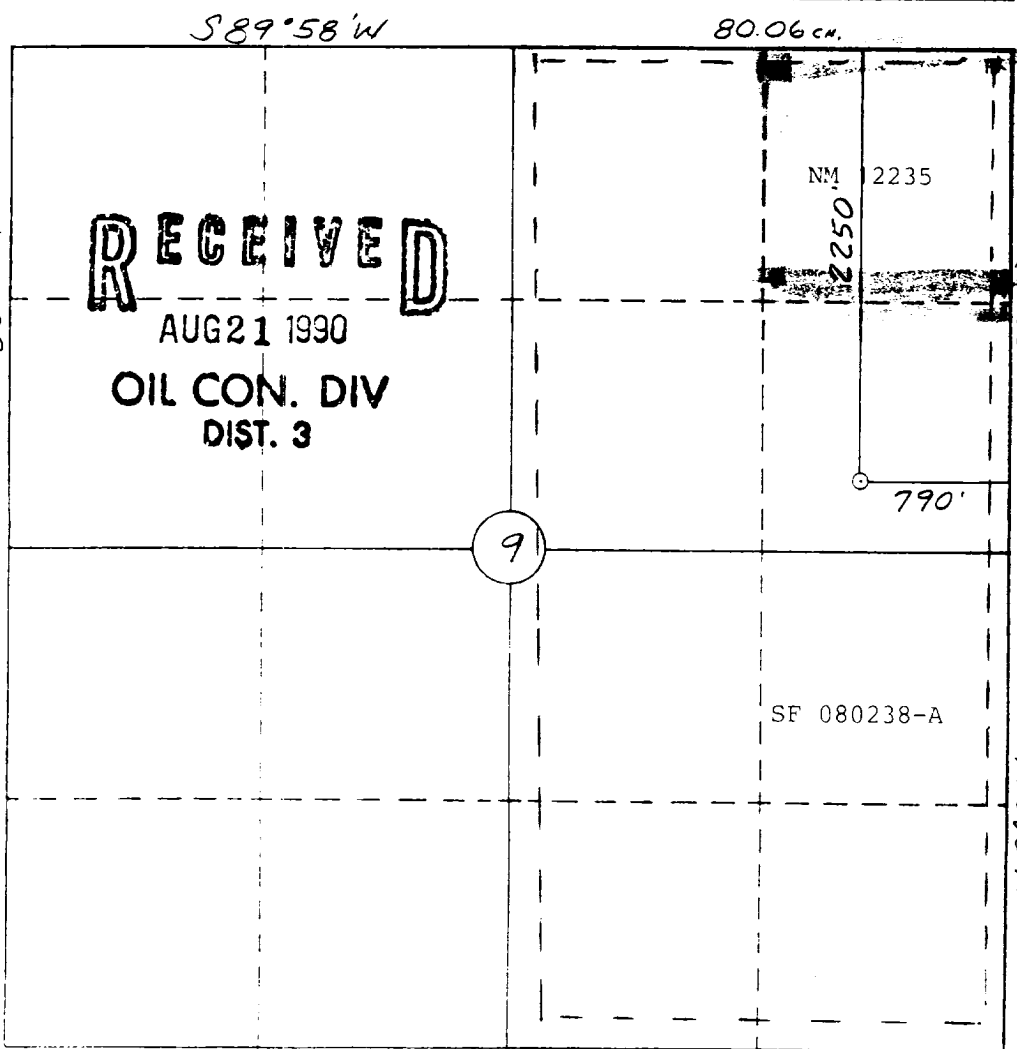 S89°58'W 80.06 CH.
NM 12235
2250'
RECEIVED
AUG 21 1990
OIL CON. DIV
DIST. 3
790'
9
SF 080238-A